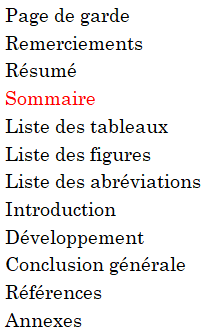 Page de garde
Remerciements
Résumé
Sommaire
Liste des tableaux
Liste des figures
Liste des abréviations
Introduction
Développement
Conclusion générale
Références
Annexes